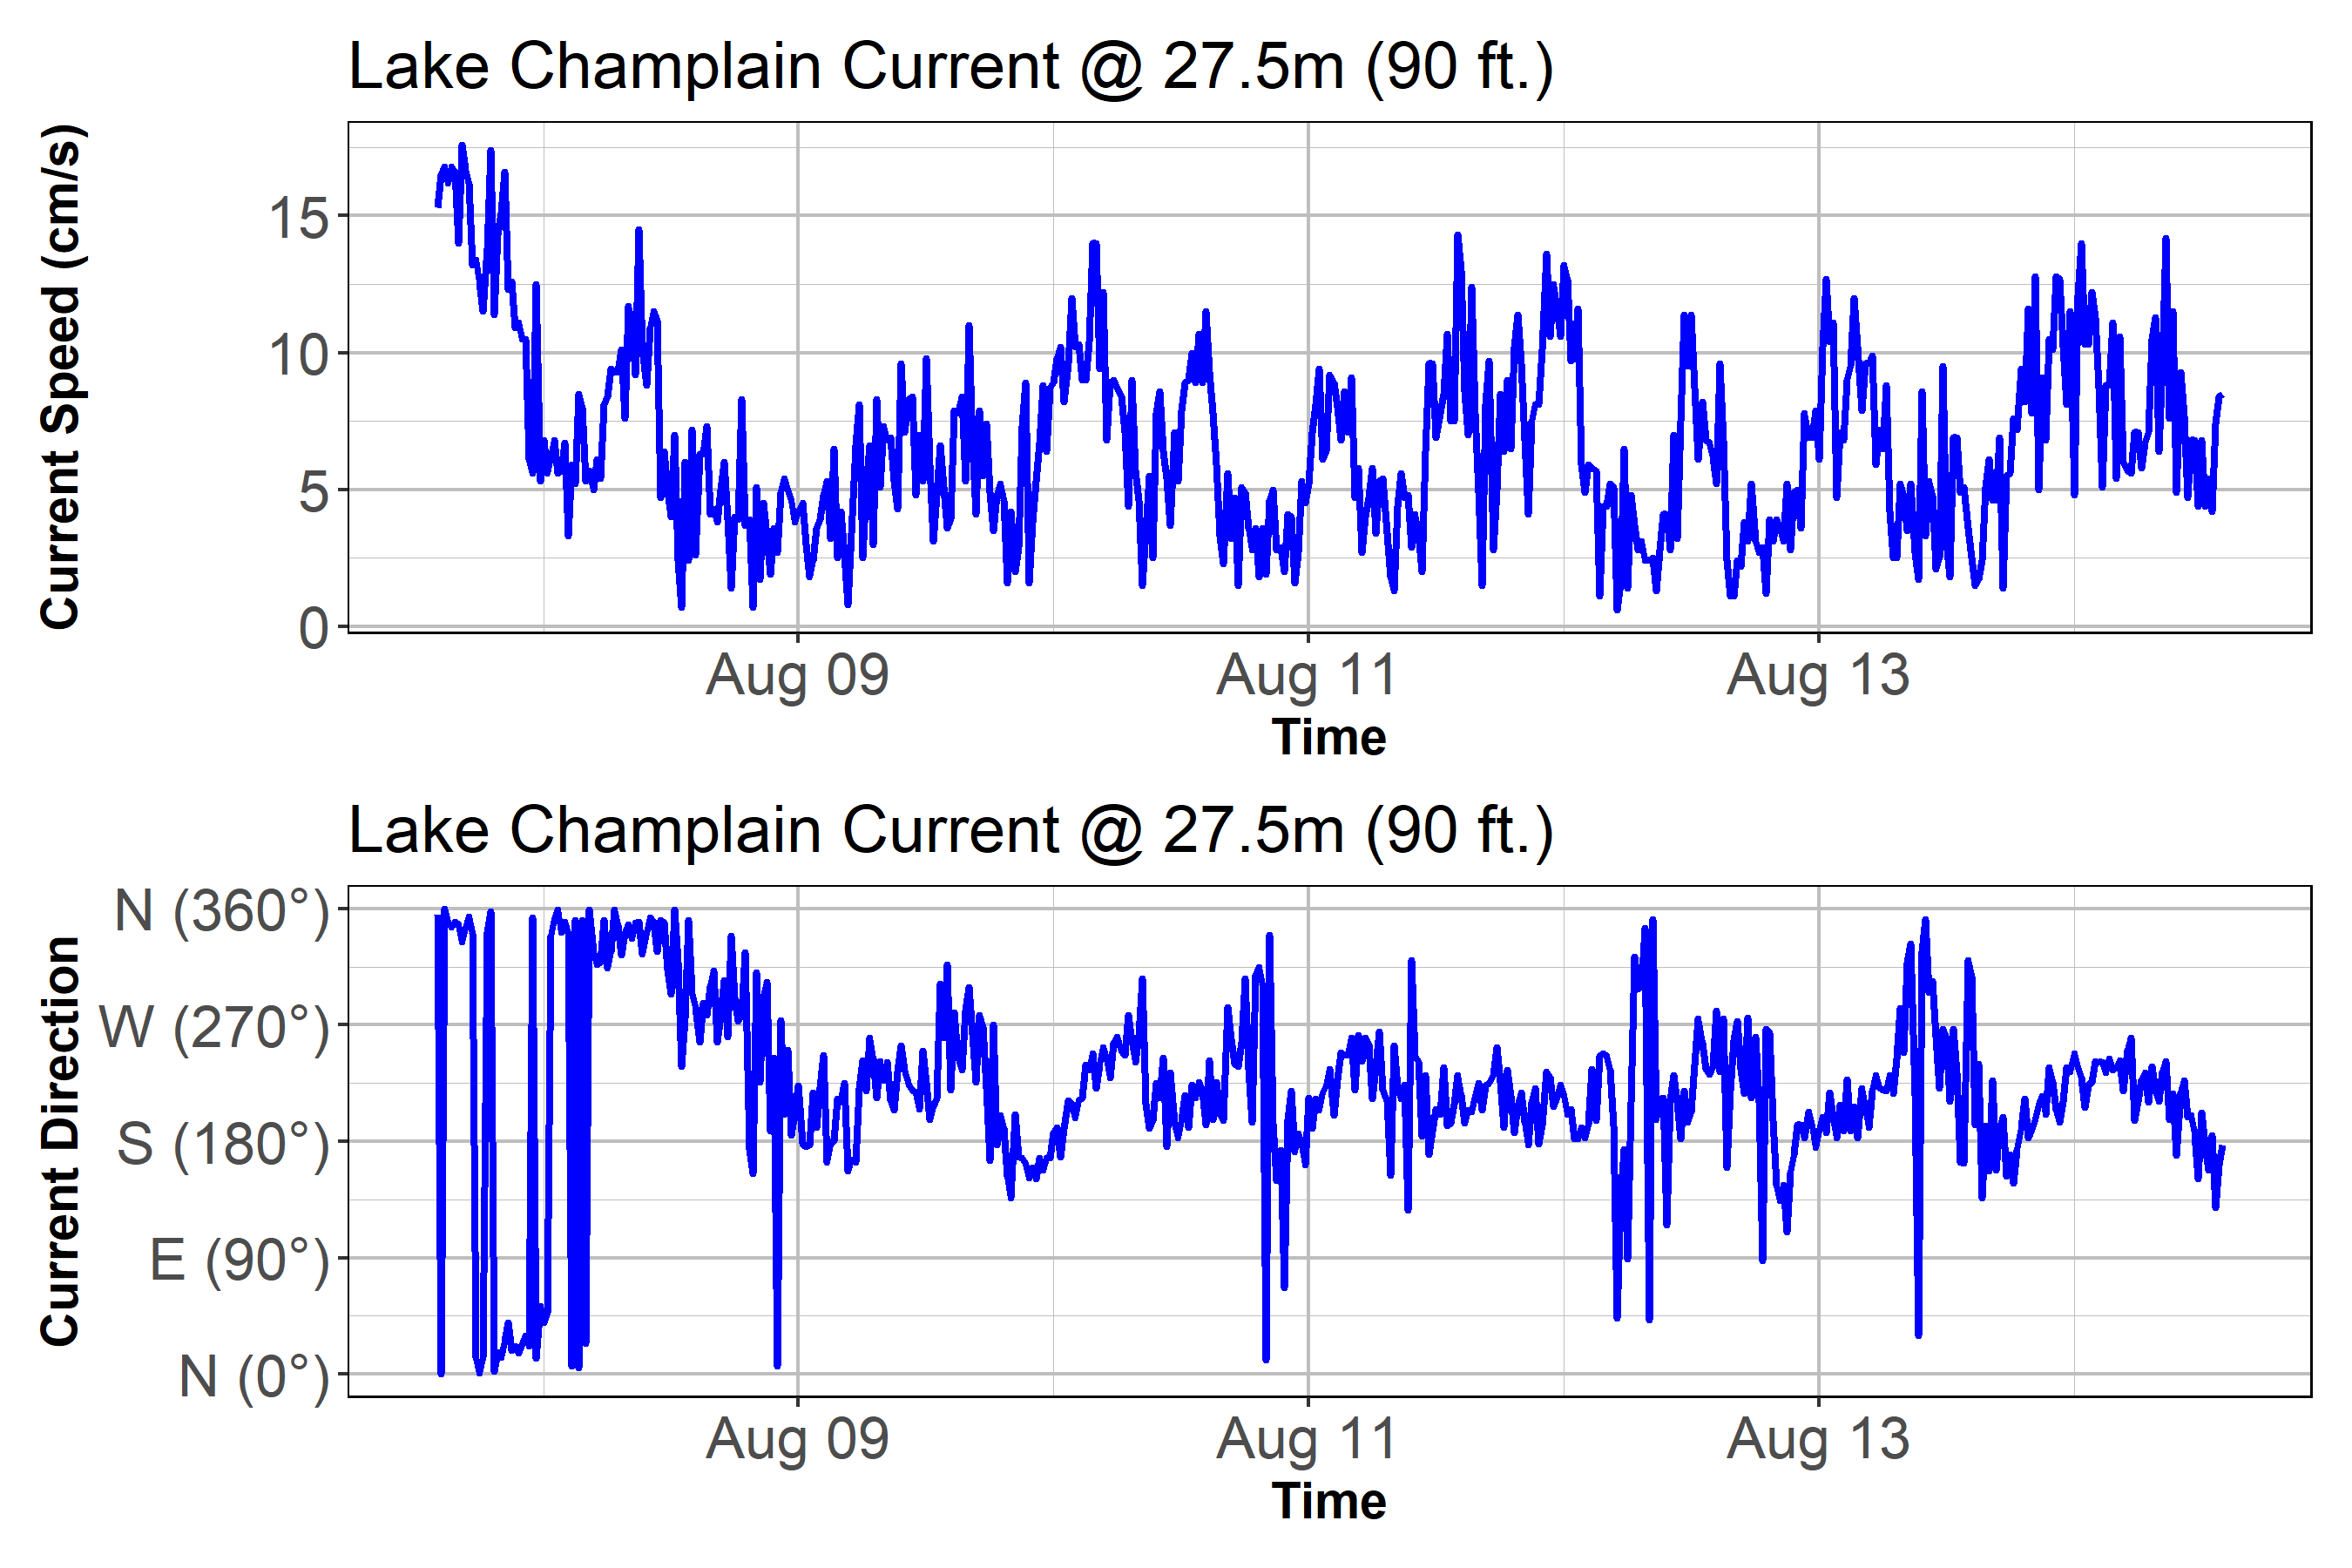 Lake Champlain Current @ 27.5m (90 ft.)
Current Speed (cm/s)
15
10
5
0
Aug 09 Aug 11 Aug 13
Time
Lake Champlain Current @ 27.5m (90 ft.)
Current Direction
N (360°)
W (270°)
S (180°)
E (90°)
N (0°)
Aug 09 Aug 11 Aug 13
Time